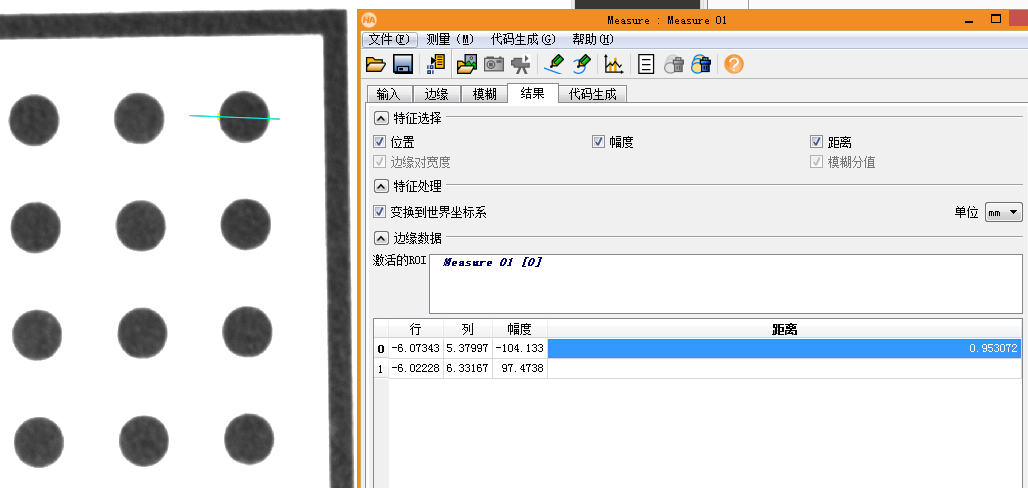 HA Measure : Measure 01
文件(F) 测量(M) 代码生成(G) 帮助(H)
输入 边缘 模糊 结果 代码生成
特征选择
位置 幅度 距离
边缘对宽度 模糊分值
特征处理
变换到世界坐标系 单位 mm
边缘数据
激活的ROI Measure 01 [0]
行 列 幅度 距离
0 -6.07343 5.37997 -104.133 0.953072
1 -6.02228 6.33167 97.4738